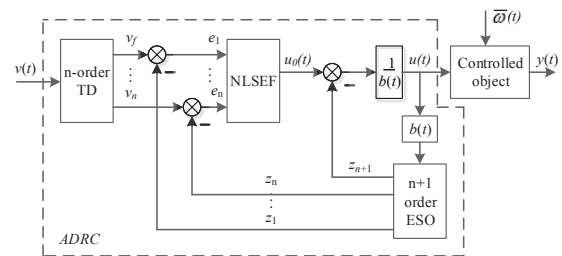 v(t)
n-order
TD
v_f
⋮
v_n
e_1
⋮
e_n
NLSEF
u_0(t)
1
b(t)
u(t)
ϖ(t)
Controlled
object
y(t)
b(t)
z_{n+1}
z_n
⋮
z_1
n+1
order
ESO
ADRC